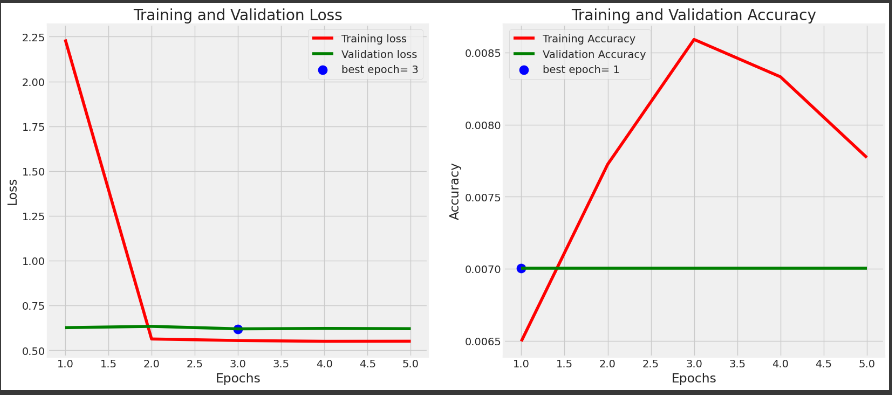 Training and Validation Loss
2.25
2.00
1.75
1.50
1.25
1.00
0.75
0.50
Loss
Training loss
Validation loss
best epoch= 3
1.0 1.5 2.0 2.5 3.0 3.5 4.0 4.5 5.0
Epochs
Training and Validation Accuracy
0.0085
0.0080
0.0075
0.0070
0.0065
Accuracy
Training Accuracy
Validation Accuracy
best epoch= 1
1.0 1.5 2.0 2.5 3.0 3.5 4.0 4.5 5.0
Epochs